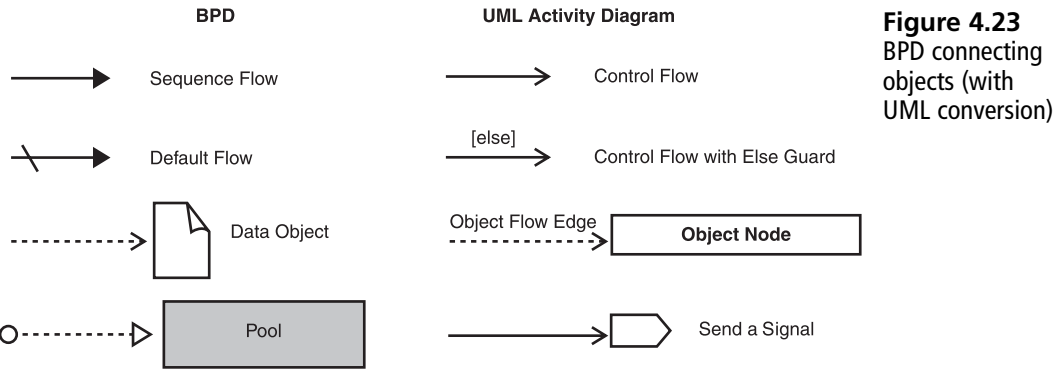 BPD
UML Activity Diagram
Figure 4.23
BPD connecting
objects (with
UML conversion)
Sequence Flow
Control Flow
Default Flow
[else]
Control Flow with Else Guard
Data Object
Object Flow Edge
Object Node
Pool
Send a Signal